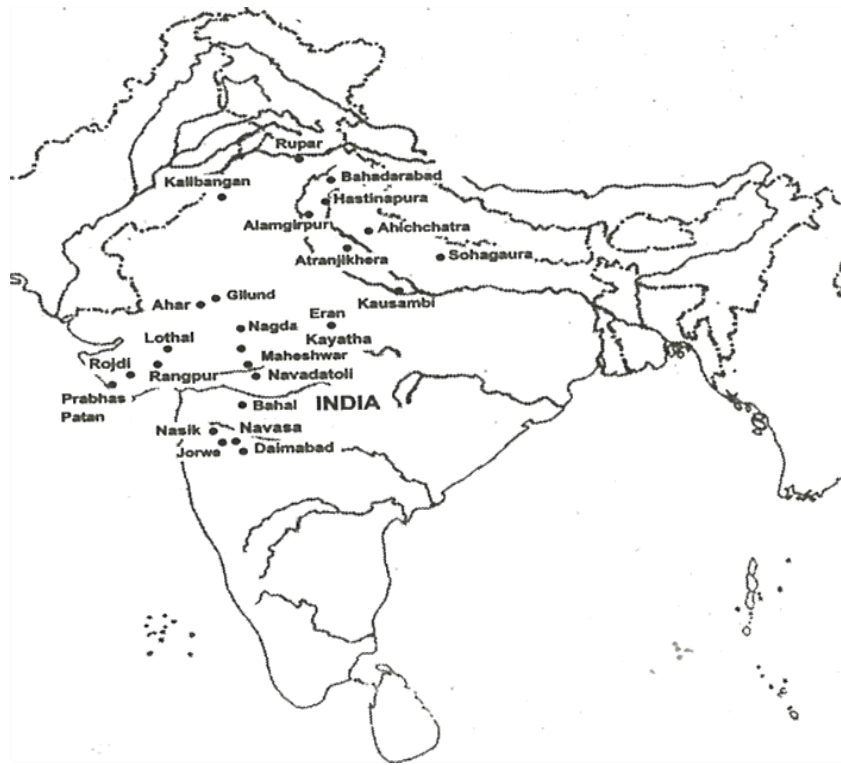 Rupar
Kalibangan
Bahadarabad
Hastinapura
Alamgirpur
Ahichchatra
Atranjikhera
Sohagaura
Kausambi
Ahar
Gilund
Eran
Nagda
Kayatha
Lothal
Maheshwar
Rojdi
Rangpur
Navadatoli
Prabhas
Patan
Bahal
INDIA
Nasik
Navasa
Jorwe
Daimabad